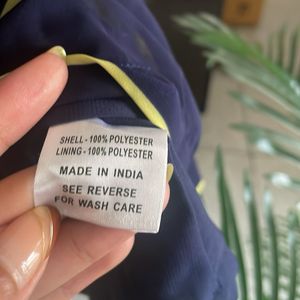 SHELL - 100% POLYESTER
LINING - 100% POLYESTER
MADE IN INDIA
SEE REVERSE
FOR WASH CARE